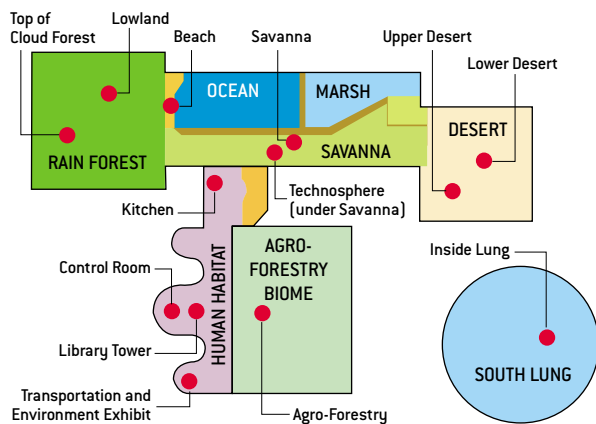 Top of
Cloud Forest
Lowland
Beach
Savanna
Upper Desert
Lower Desert
OCEAN
MARSH
DESERT
RAIN FOREST
SAVANNA
Kitchen
Technosphere
(under Savanna)
HUMAN HABITAT
AGRO-
FORESTRY
BIOME
Control Room
Inside Lung
Library Tower
SOUTH LUNG
Transportation and
Environment Exhibit
Agro-Forestry